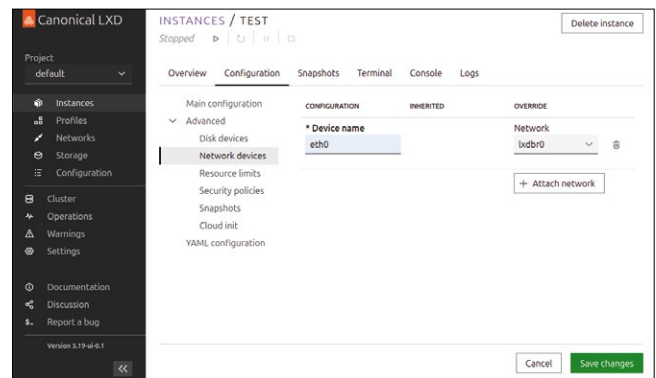 Canonical LXD
Project
default
Instances
Profiles
Networks
Storage
Configuration
Cluster
Operations
Warnings
Settings
Documentation
Discussion
Report a bug
Version 5.19-ui-0.1
INSTANCES / TEST
Stopped
Delete instance
Overview Configuration Snapshots Terminal Console Logs
Main configuration
Advanced
Disk devices
Network devices
Resource limits
Security policies
Snapshots
Cloud init
YAML configuration
CONFIGURATION INHERITED OVERRIDE
* Device name Network
eth0 lxdbr0
+ Attach network
Cancel Save changes